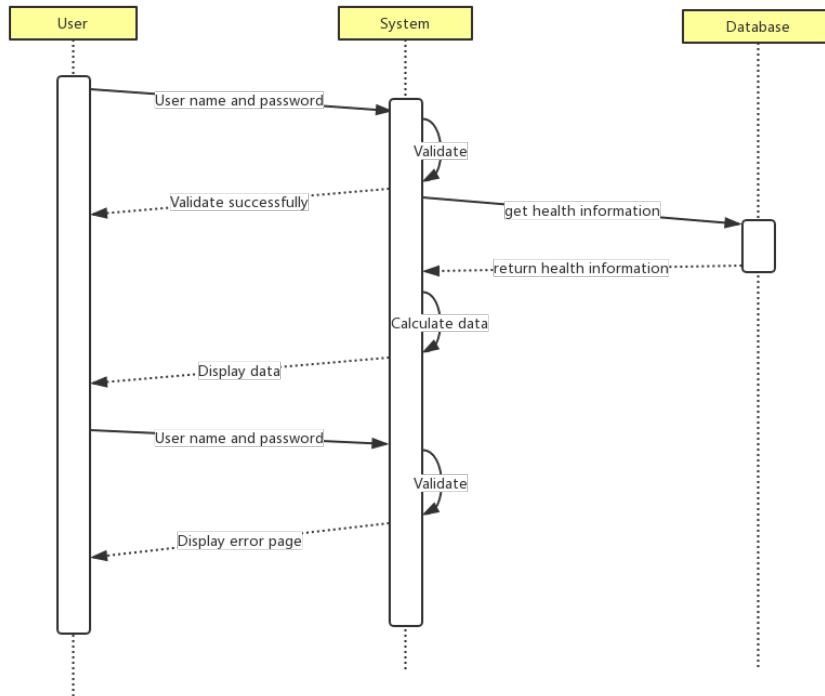 User
System
Database
User name and password
Validate
Validate successfully
get health information
return health information
Calculate data
Display data
User name and password
Validate
Display error page